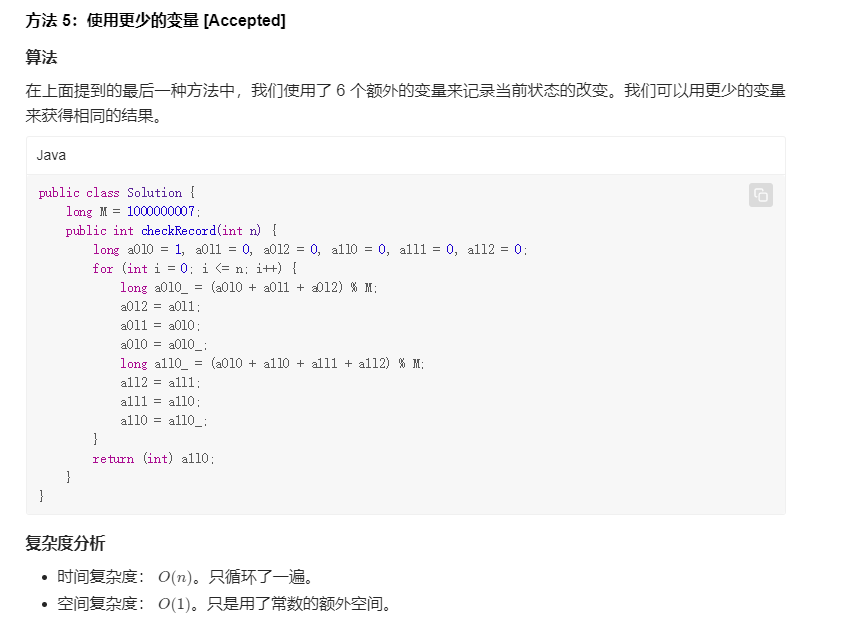 方法 5：使用更少的变量 [Accepted]
算法
在上面提到的最后一种方法中，我们使用了 6 个额外的变量来记录当前状态的改变。我们可以用更少的变量
来获得相同的结果。
Java
public class Solution {
    long M = 1000000007;
    public int checkRecord(int n) {
        long a0l0 = 1, a0l1 = 0, a0l2 = 0, a1l0 = 0, a1l1 = 0, a1l2 = 0;
        for (int i = 0; i <= n; i++) {
            long a0l0_ = (a0l0 + a0l1 + a0l2) % M;
            a0l2 = a0l1;
            a0l1 = a0l0;
            a0l0 = a0l0_;
            long a1l0_ = (a0l0 + a1l0 + a1l1 + a1l2) % M;
            a1l2 = a1l1;
            a1l1 = a1l0;
            a1l0 = a1l0_;
        }
        return (int) a1l0;
    }
}
复杂度分析
• 时间复杂度： O(n)。只循环了一遍。
• 空间复杂度： O(1)。只是用了常数的额外空间。